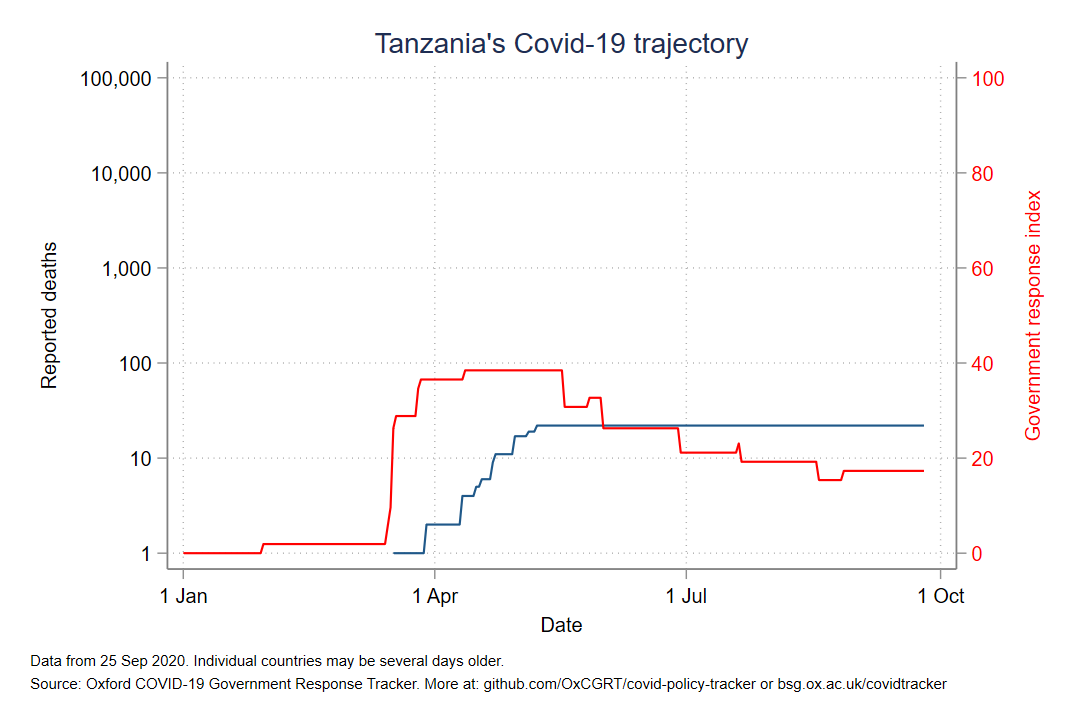 Tanzania's Covid-19 trajectory
100,000
10,000
1,000
100
10
1
Reported deaths
100
80
60
40
20
0
Government response index
1 Jan
1 Apr
1 Jul
1 Oct
Date
Data from 25 Sep 2020. Individual countries may be several days older.
Source: Oxford COVID-19 Government Response Tracker. More at: github.com/OxCGRT/covid-policy-tracker or bsg.ox.ac.uk/covidtracker